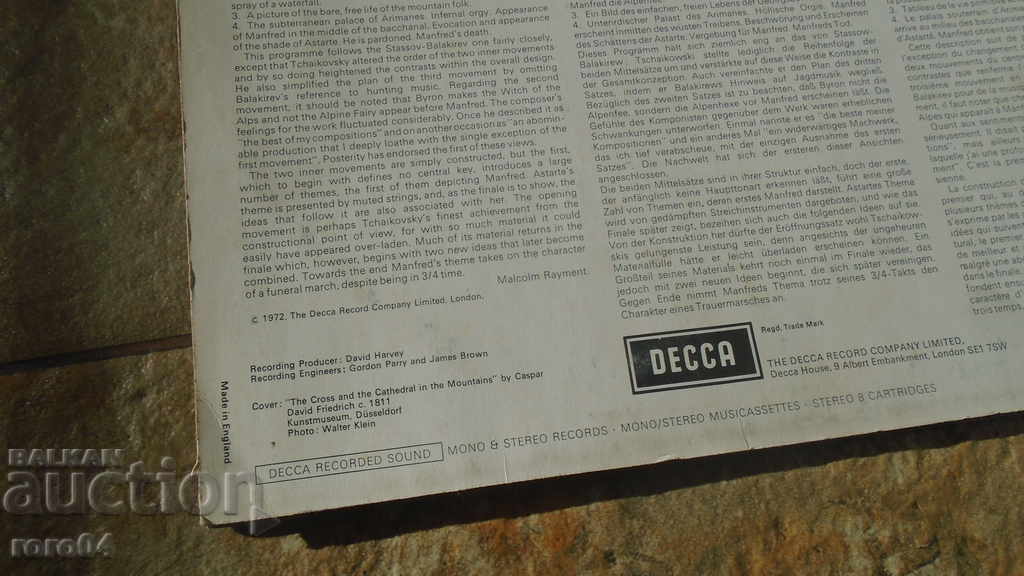 spray of a waterfall.
3. A picture of the bare, free life of the mountain folk.
4. The subterranean palace of Arimanes. Infernal orgy. Appearance
of Manfred in the middle of the bacchanal. Evocation and appearance
of the shade of Astarte. He is pardoned. Manfred's death.
This programme follows the Stassov-Balakirev one fairly closely,
except that Tchaikovsky altered the order of the two inner movements
and by so doing heightened the contrasts within the overall design.
He also simplified the plan of the third movement by omitting
Balakirev's reference to hunting music. Regarding the second
movement, it should be noted that Byron makes the Witch of the
Alps and not the Alpine Fairy appear before Manfred. The composer's
feelings for the work fluctuated considerably. Once he described it as
"the best of my compositions" and on another occasion as "an abomin-
able production that I deeply loathe with the single exception of the
first movement". Posterity has endorsed the first of these views.
The two inner movements are simply constructed, but the first,
which to begin with defines no central key, introduces a large
number of themes, the first of them depicting Manfred. Astarte's
theme is presented by muted strings, and, as the finale is to show, the
ideas that follow it are also associated with her. The opening
movement is perhaps Tchaikovsky's finest achievement from the
constructional point of view, for with so much material it could
easily have appeared over-laden. Much of its material returns in the
finale which, however, begins with two new ideas that later become
combined. Towards the end Manfred's theme takes on the character
of a funeral march, despite being in 3/4 time.
Malcolm Rayment.
© 1972. The Decca Record Company Limited, London.
Recording Producer: David Harvey
Recording Engineers: Gordon Parry and James Brown
Cover: "The Cross and the Cathedral in the Mountains" by Caspar
David Friedrich c. 1811
Kunstmuseum, Düsseldorf
Photo: Walter Klein
Made in England
DECCA RECORDED SOUND
MONO & STEREO RECORDS · MONO/STEREO MUSICASSETTES · STEREO 8 CARTRIDGES
3. Ein Bild des einfachen, freien Lebens der
4. Unterirdischer Palast des Arimanes. Höllische Orgie. Manfred
erscheint inmitten des wüsten Treibens. Beschwörung und Erscheinen
des Schattens der Astarte. Vergebung für Manfred. Manfreds Tod.
Dieses Programm hält sich ziemlich eng an das von Stassow-
Balakirew, Tschaikowski stellte lediglich die Reihenfolge der
beiden Mittelsätze um und verstärkte auf diese Weise die Kontraste in
der Gesamtkonzeption. Auch vereinfachte er den Plan des dritten
Satzes, indem er Balakirews Hinweis auf Jagdmusik wegließ.
Bezüglich des zweiten Satzes ist zu beachten, daß Byron die Hexe der
Alpen, sondern die Alpenhexe vor Manfred erscheinen läßt. Die
Gefühle des Komponisten gegenüber dem Werk waren erheblichen
Schwankungen unterworfen. Einmal nannte er es "die beste meiner
Kompositionen" und ein anderes Mal "ein widerwärtiges Machwerk,
das ich tief verabscheue, mit der einzigen Ausnahme des ersten
Satzes". Die Nachwelt hat sich der ersteren dieser Ansichten
angeschlossen.
Die beiden Mittelsätze sind in ihrer Struktur einfach, doch der erste,
der anfänglich keine Haupttonart erkennen läßt, führt eine große
Zahl von Themen ein, deren erstes Manfred darstellt. Astartes Thema
wird von gedämpften Streichinstrumenten dargeboten, und wie das
Finale später zeigt, beziehen sich auch die folgenden Ideen auf sie.
Von der Konstruktion her dürfte der Eröffnungssatz wohl Tschaikow-
skis gelungenste Leistung sein, denn angesichts der ungeheuren
Materialfülle hätte er leicht überladen erscheinen können. Ein
Großteil seines Materials kehrt noch einmal im Finale wieder, das
jedoch mit zwei neuen Ideen beginnt, die sich später vereinigen.
Gegen Ende nimmt Manfreds Thema trotz seines 3/4-Takts den
Charakter eines Trauermarsches an.
DECCA
Regd. Trade Mark
THE DECCA RECORD COMPANY LIMITED,
Decca House, 9 Albert Embankment, London SE1 7SW
BALKAN
auction
roro04